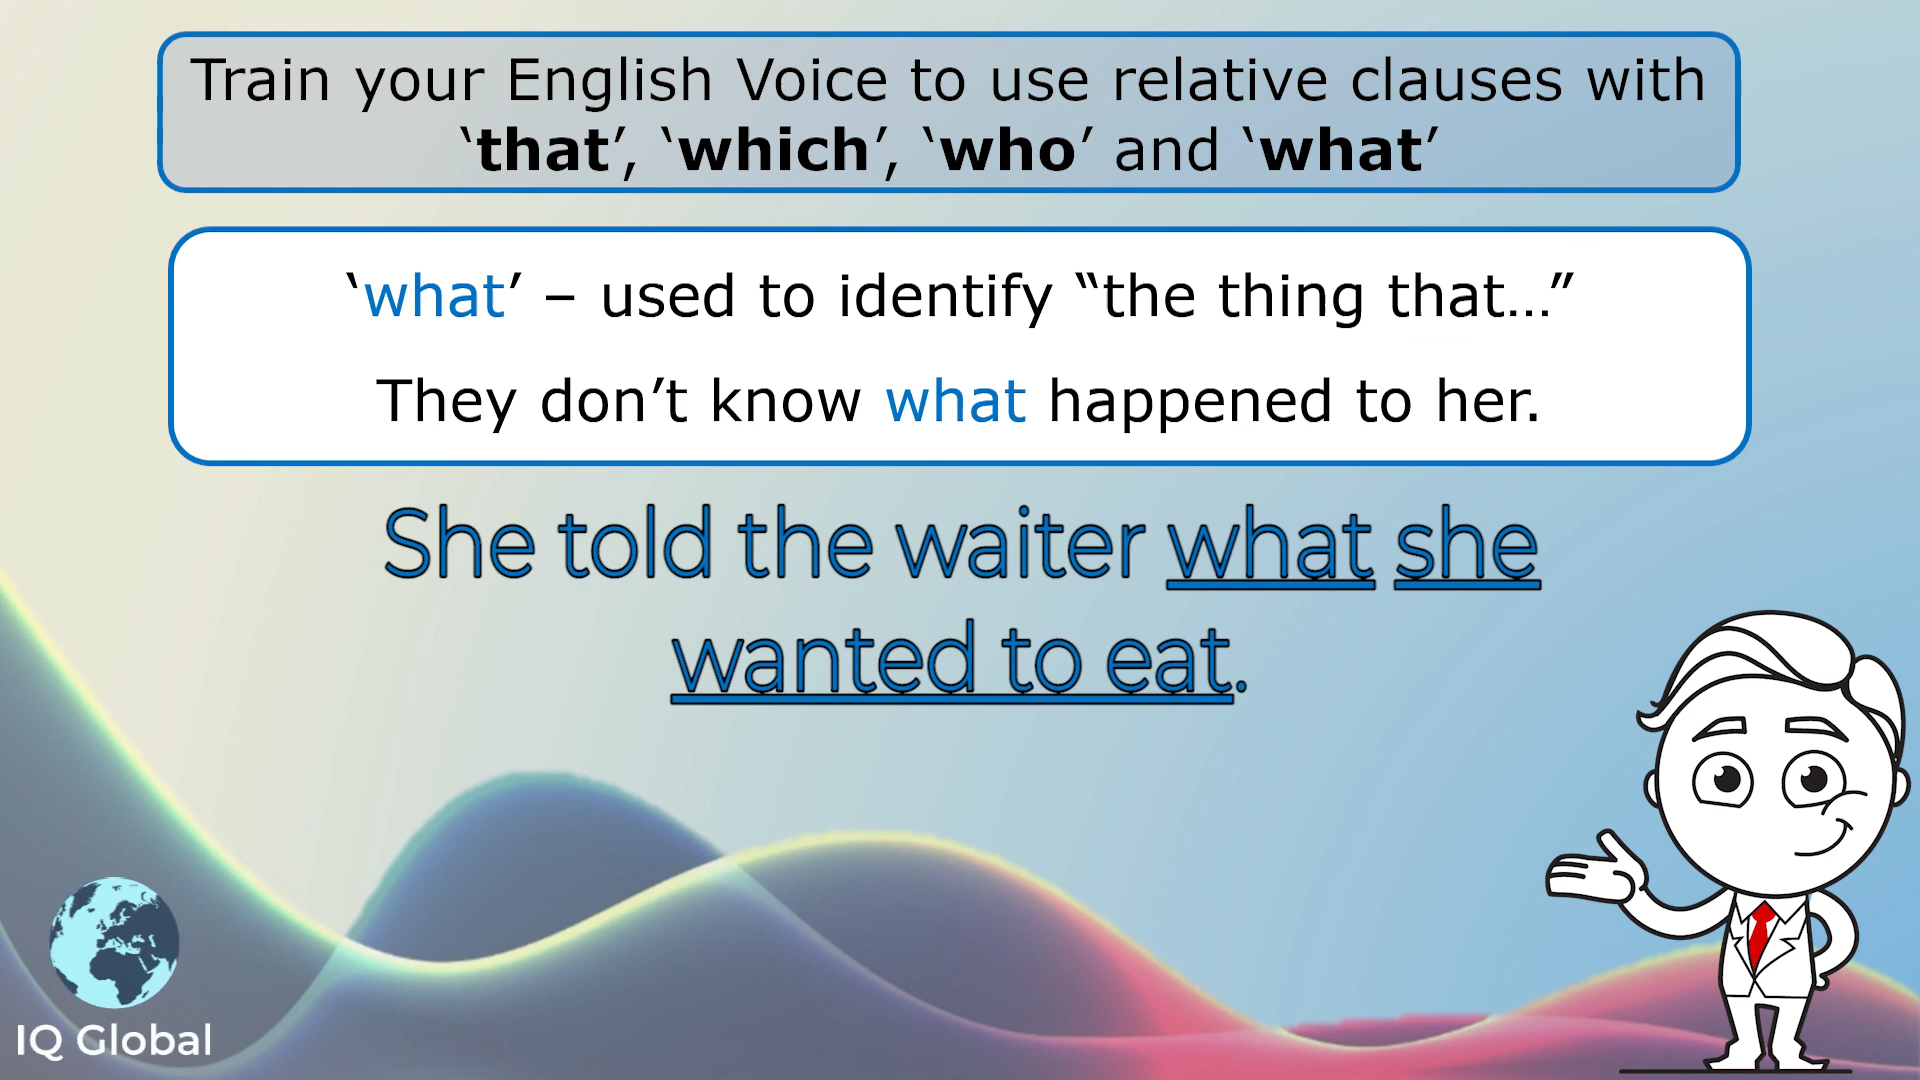 Train your English Voice to use relative clauses with
‘that’, ‘which’, ‘who’ and ‘what’
‘what’ – used to identify “the thing that…”
They don’t know what happened to her.
She told the waiter what she
wanted to eat.
IQ Global